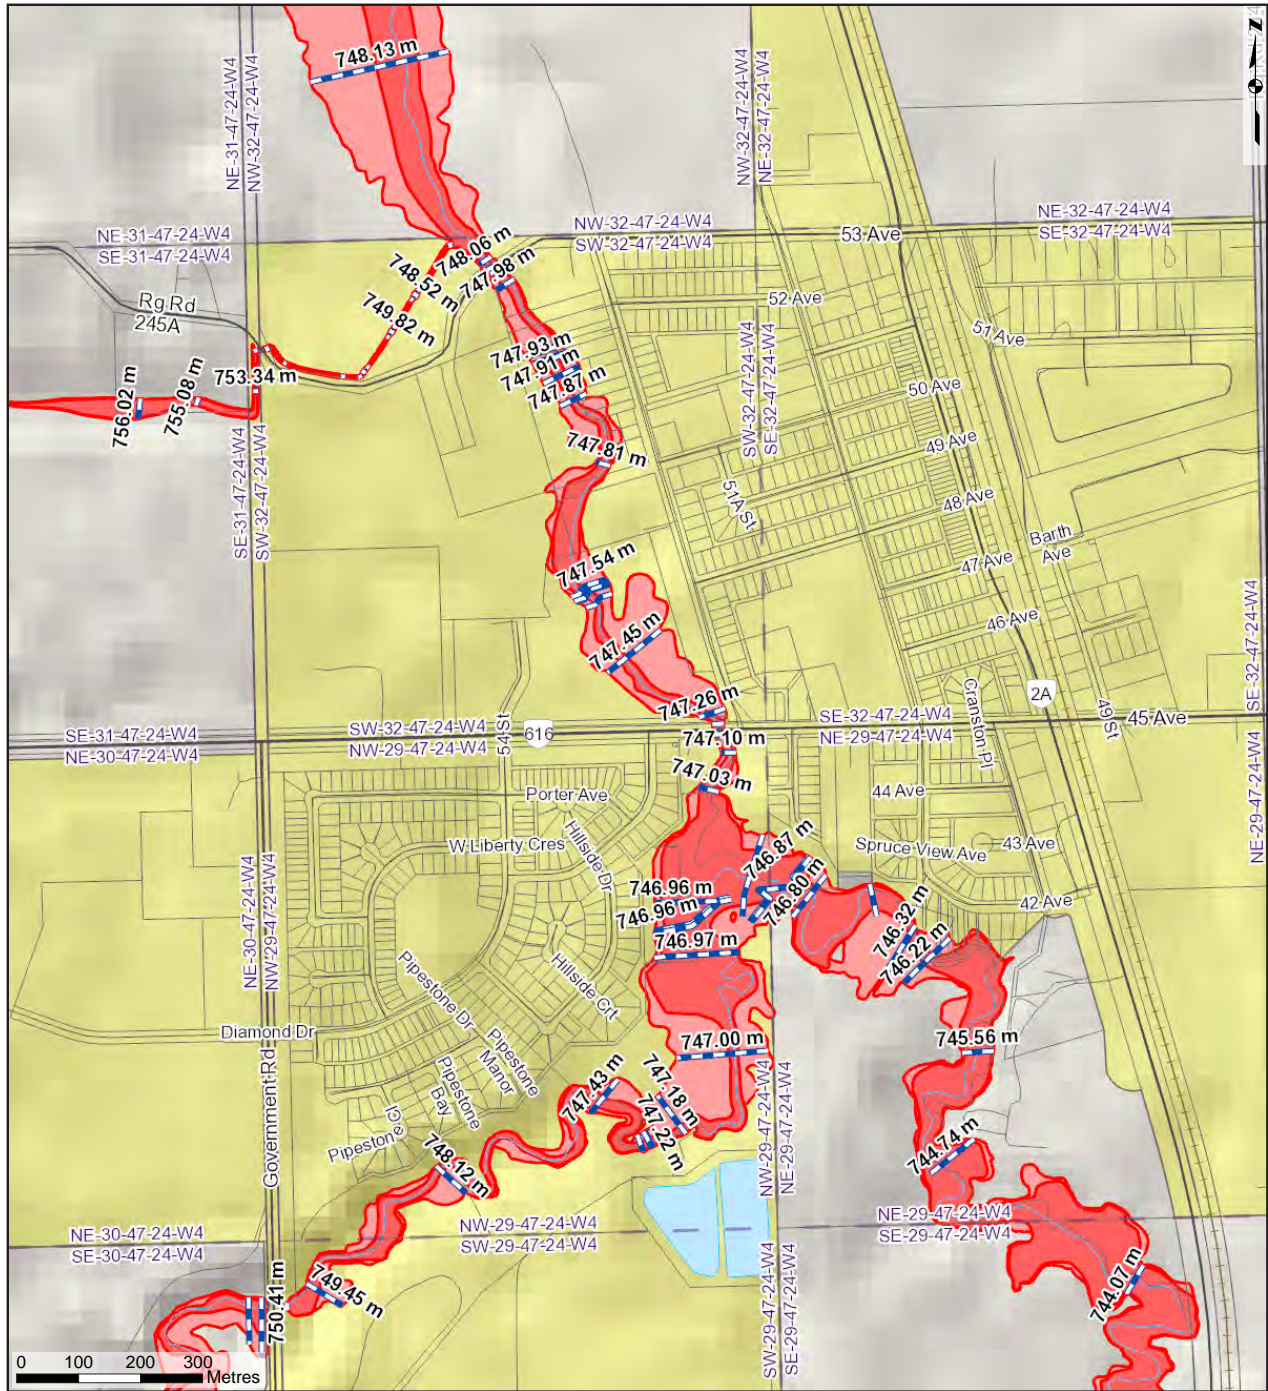 748.13 m
N
NE-31-47-24-W4
NW-32-47-24-W4
NW-32-47-24-W4
NE-32-47-24-W4
NE-31-47-24-W4
SE-31-47-24-W4
NW-32-47-24-W4
SW-32-47-24-W4
53 Ave
NE-32-47-24-W4
SE-32-47-24-W4
748.06 m
747.98 m
748.52 m
749.82 m
Rg Rd
245A
52 Ave
51 Ave
747.93 m
747.91 m
747.87 m
753.34 m
756.02 m
755.08 m
SW-32-47-24-W4
SE-32-47-24-W4
50 Ave
49 Ave
747.81 m
SE-31-47-24-W4
SW-32-47-24-W4
51A St
48 Ave
Barth
Ave
47 Ave
747.54 m
46 Ave
747.45 m
SE-32-47-24-W4
NE-29-47-24-W4
Cranston Pl
2A
49 St
747.26 m
SE-31-47-24-W4
NE-30-47-24-W4
SW-32-47-24-W4
NW-29-47-24-W4
54 St
616
747.10 m
SE-32-47-24-W4
NE-29-47-24-W4
45 Ave
747.03 m
Porter Ave
44 Ave
W Liberty Cres
Hillside Dr
746.87 m
Spruce View Ave
43 Ave
746.96 m
746.96 m
746.80 m
42 Ave
746.32 m
746.22 m
746.97 m
NE-30-47-24-W4
NW-29-47-24-W4
Pipestone Dr
Hillside Crt
Diamond Dr
747.00 m
745.56 m
Pipestone
Manor
Pipestone
Bay
Pipestone
Cl
747.43 m
747.18 m
747.22 m
744.74 m
Government Rd
748.12 m
NW-29-47-24-W4
NE-29-47-24-W4
NE-30-47-24-W4
SE-30-47-24-W4
NW-29-47-24-W4
SW-29-47-24-W4
NE-29-47-24-W4
SE-29-47-24-W4
750.41 m
749.45 m
SW-29-47-24-W4
SE-29-47-24-W4
744.07 m
0 100 200 300
Metres